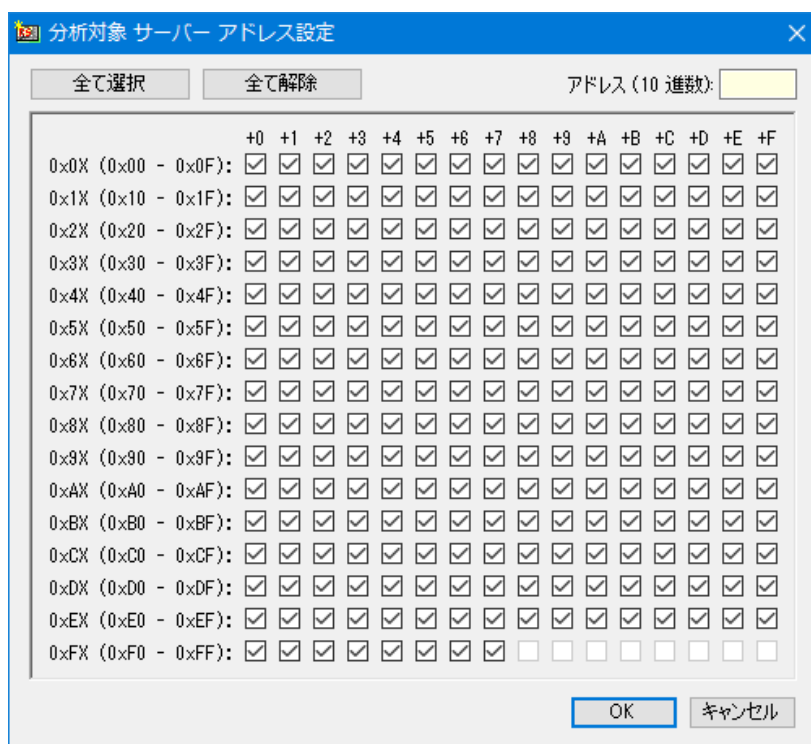 分析対象 サーバー アドレス設定
全て選択 全て解除 アドレス (10 進数):
+0 +1 +2 +3 +4 +5 +6 +7 +8 +9 +A +B +C +D +E +F
0x0X (0x00 - 0x0F):
0x1X (0x10 - 0x1F):
0x2X (0x20 - 0x2F):
0x3X (0x30 - 0x3F):
0x4X (0x40 - 0x4F):
0x5X (0x50 - 0x5F):
0x6X (0x60 - 0x6F):
0x7X (0x70 - 0x7F):
0x8X (0x80 - 0x8F):
0x9X (0x90 - 0x9F):
0xAX (0xA0 - 0xAF):
0xBX (0xB0 - 0xBF):
0xCX (0xC0 - 0xCF):
0xDX (0xD0 - 0xDF):
0xEX (0xE0 - 0xEF):
0xFX (0xF0 - 0xFF):
OK キャンセル